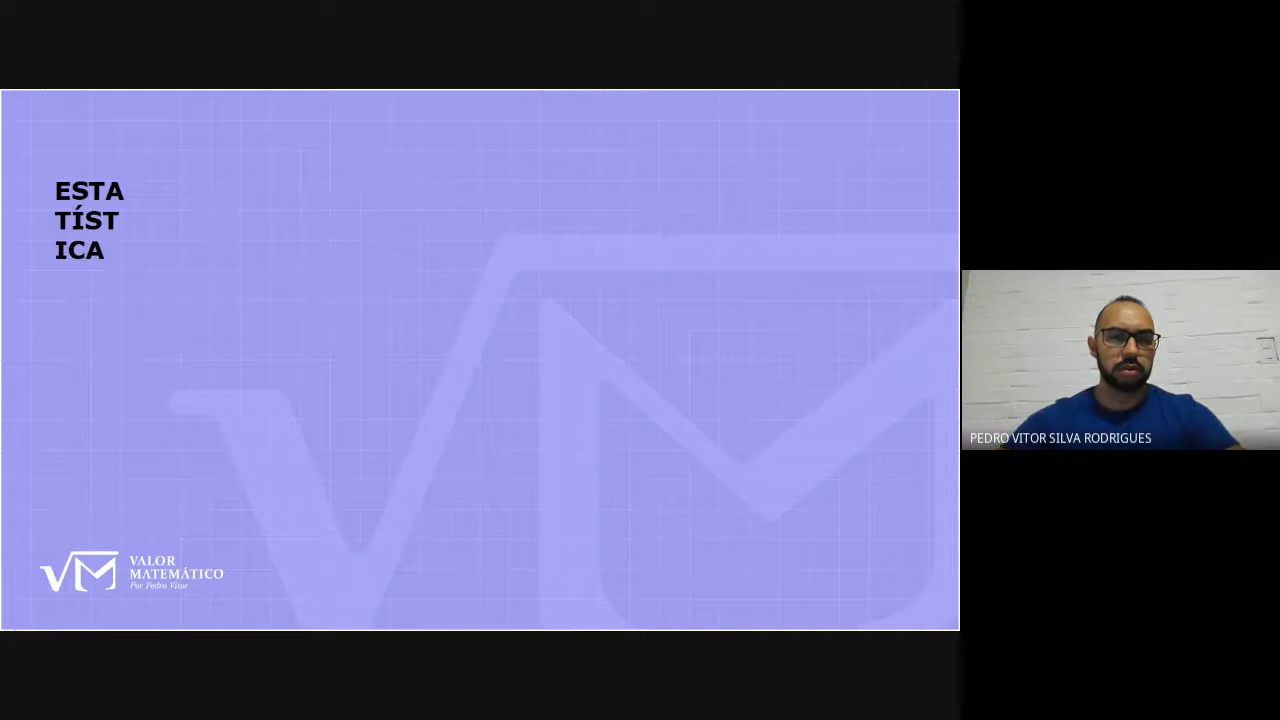 ESTA
TÍST
ICA
VALOR
MATEMÁTICO
Por Pedro Vitor
PEDRO VITOR SILVA RODRIGUES